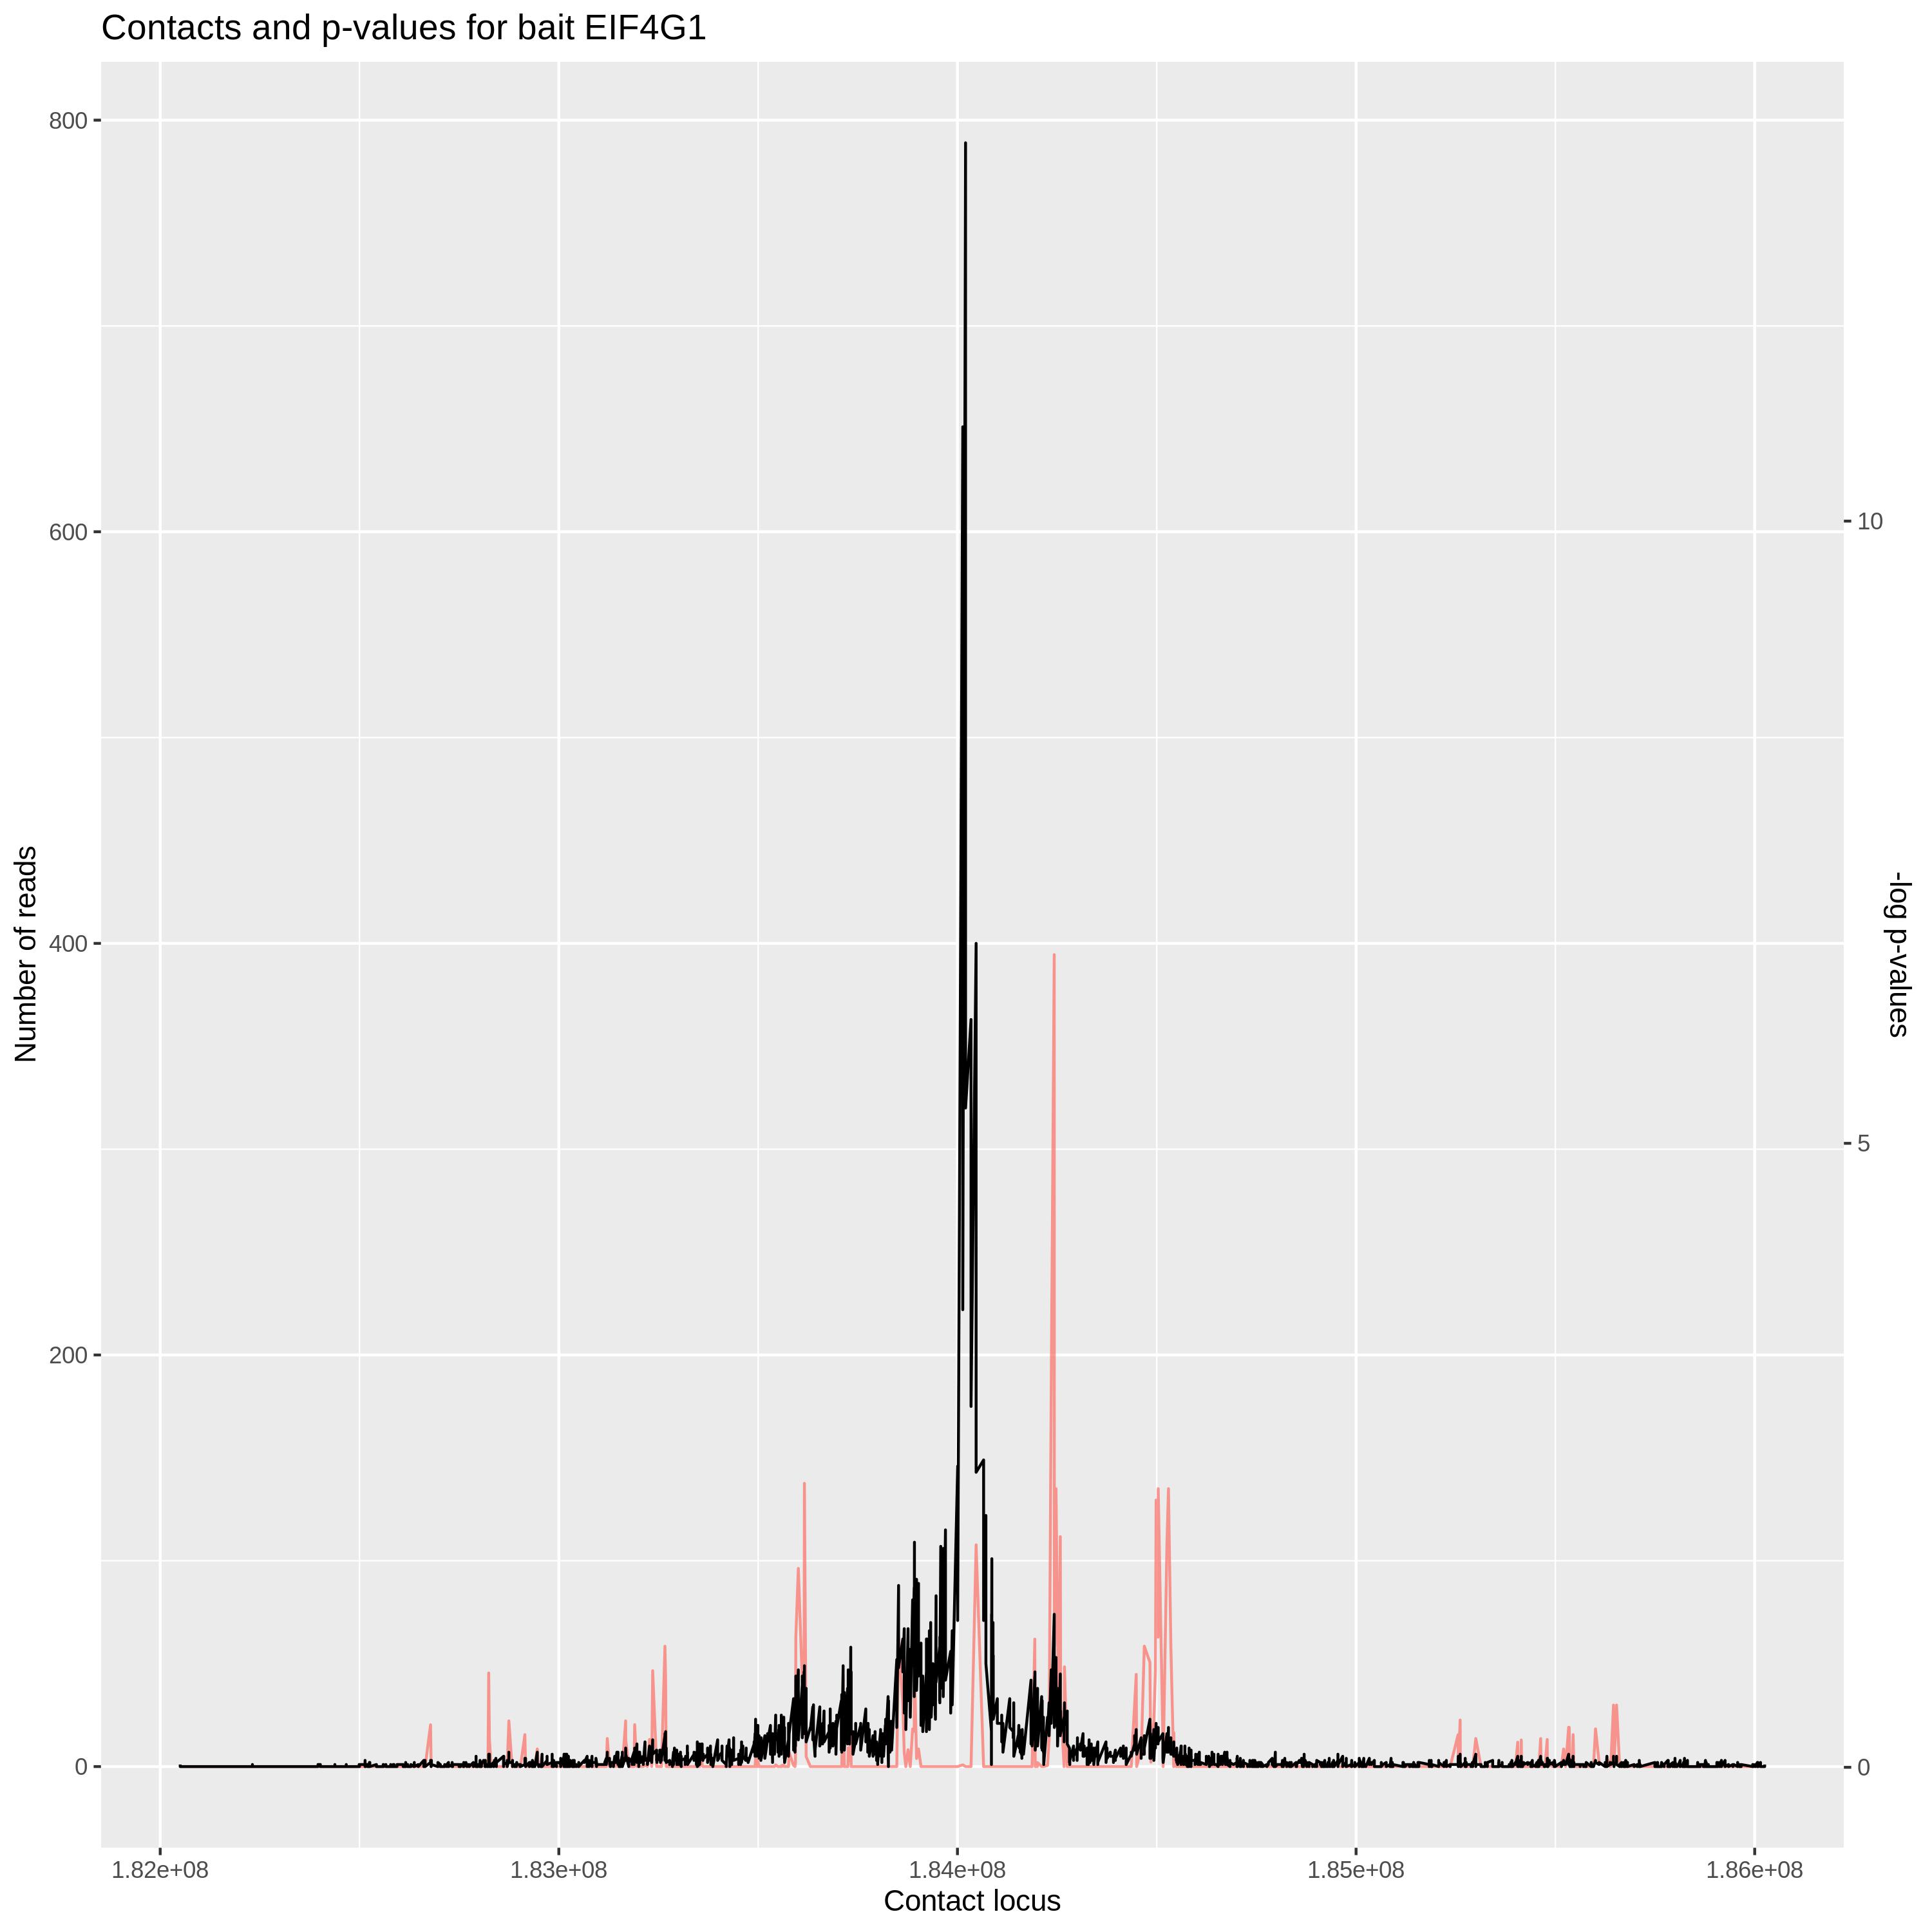 Contacts and p-values for bait EIF4G1
800
600
400
200
0
Number of reads
10
5
0
-log p-values
1.82e+08
1.83e+08
1.84e+08
1.85e+08
1.86e+08
Contact locus